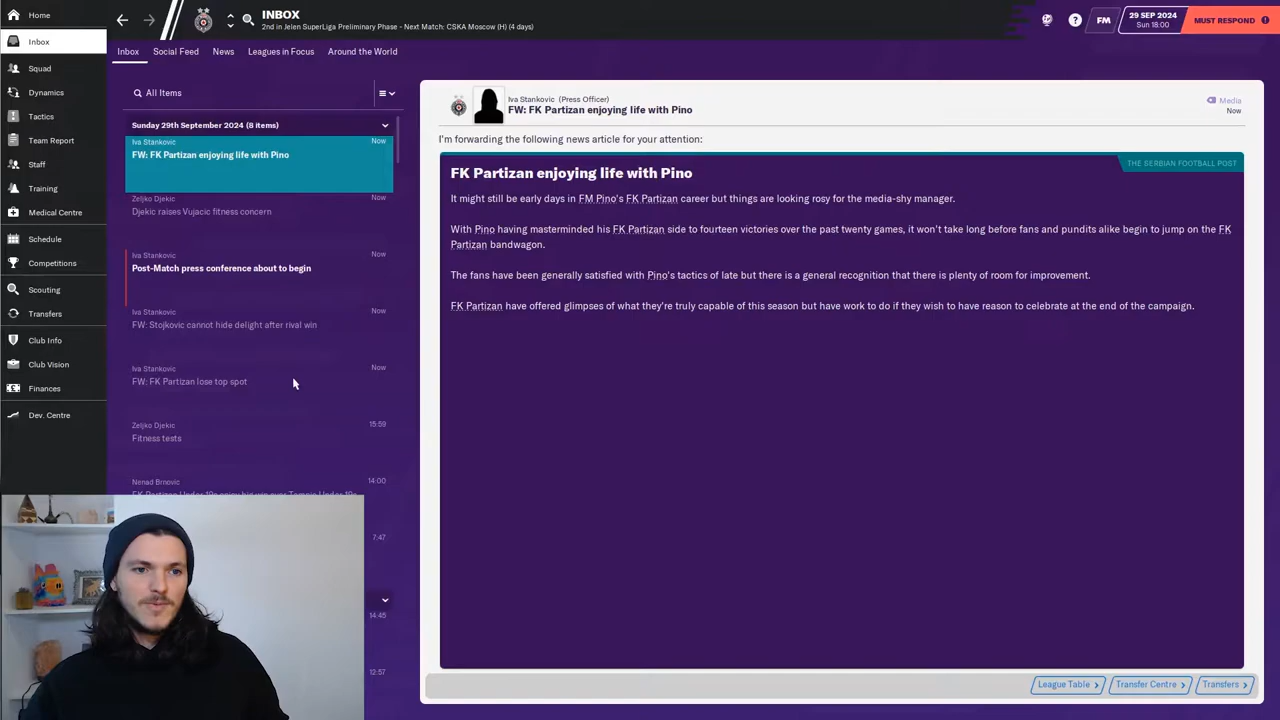 Home
Inbox
Squad
Dynamics
Tactics
Team Report
Staff
Training
Medical Centre
Schedule
Competitions
Scouting
Transfers
Club Info
Club Vision
Finances
Dev. Centre
INBOX
2nd in Jelen SuperLiga Preliminary Phase - Next Match: CSKA Moscow (H) (4 days)
?
FM
29 SEP 2024
Sun 18:00
MUST RESPOND
Inbox
Social Feed
News
Leagues in Focus
Around the World
All Items
Sunday 29th September 2024 (8 items)
Iva Stankovic
Now
FW: FK Partizan enjoying life with Pino
Zeljko Djekic
Now
Djekic raises Vujacic fitness concern
Iva Stankovic
Now
Post-Match press conference about to begin
Iva Stankovic
Now
FW: Stojkovic cannot hide delight after rival win
Iva Stankovic
Now
FW: FK Partizan lose top spot
Zeljko Djekic
15:59
Fitness tests
Nenad Brnovic
14:00
7:47
14:45
12:57
Iva Stankovic (Press Officer)
FW: FK Partizan enjoying life with Pino
Media
Now
I'm forwarding the following news article for your attention:
THE SERBIAN FOOTBALL POST
FK Partizan enjoying life with Pino
It might still be early days in FM Pino's FK Partizan career but things are looking rosy for the media-shy manager.
With Pino having masterminded his FK Partizan side to fourteen victories over the past twenty games, it won't take long before fans and pundits alike begin to jump on the FK
Partizan bandwagon.
The fans have been generally satisfied with Pino's tactics of late but there is a general recognition that there is plenty of room for improvement.
FK Partizan have offered glimpses of what they're truly capable of this season but have work to do if they wish to have reason to celebrate at the end of the campaign.
League Table
Transfer Centre
Transfers